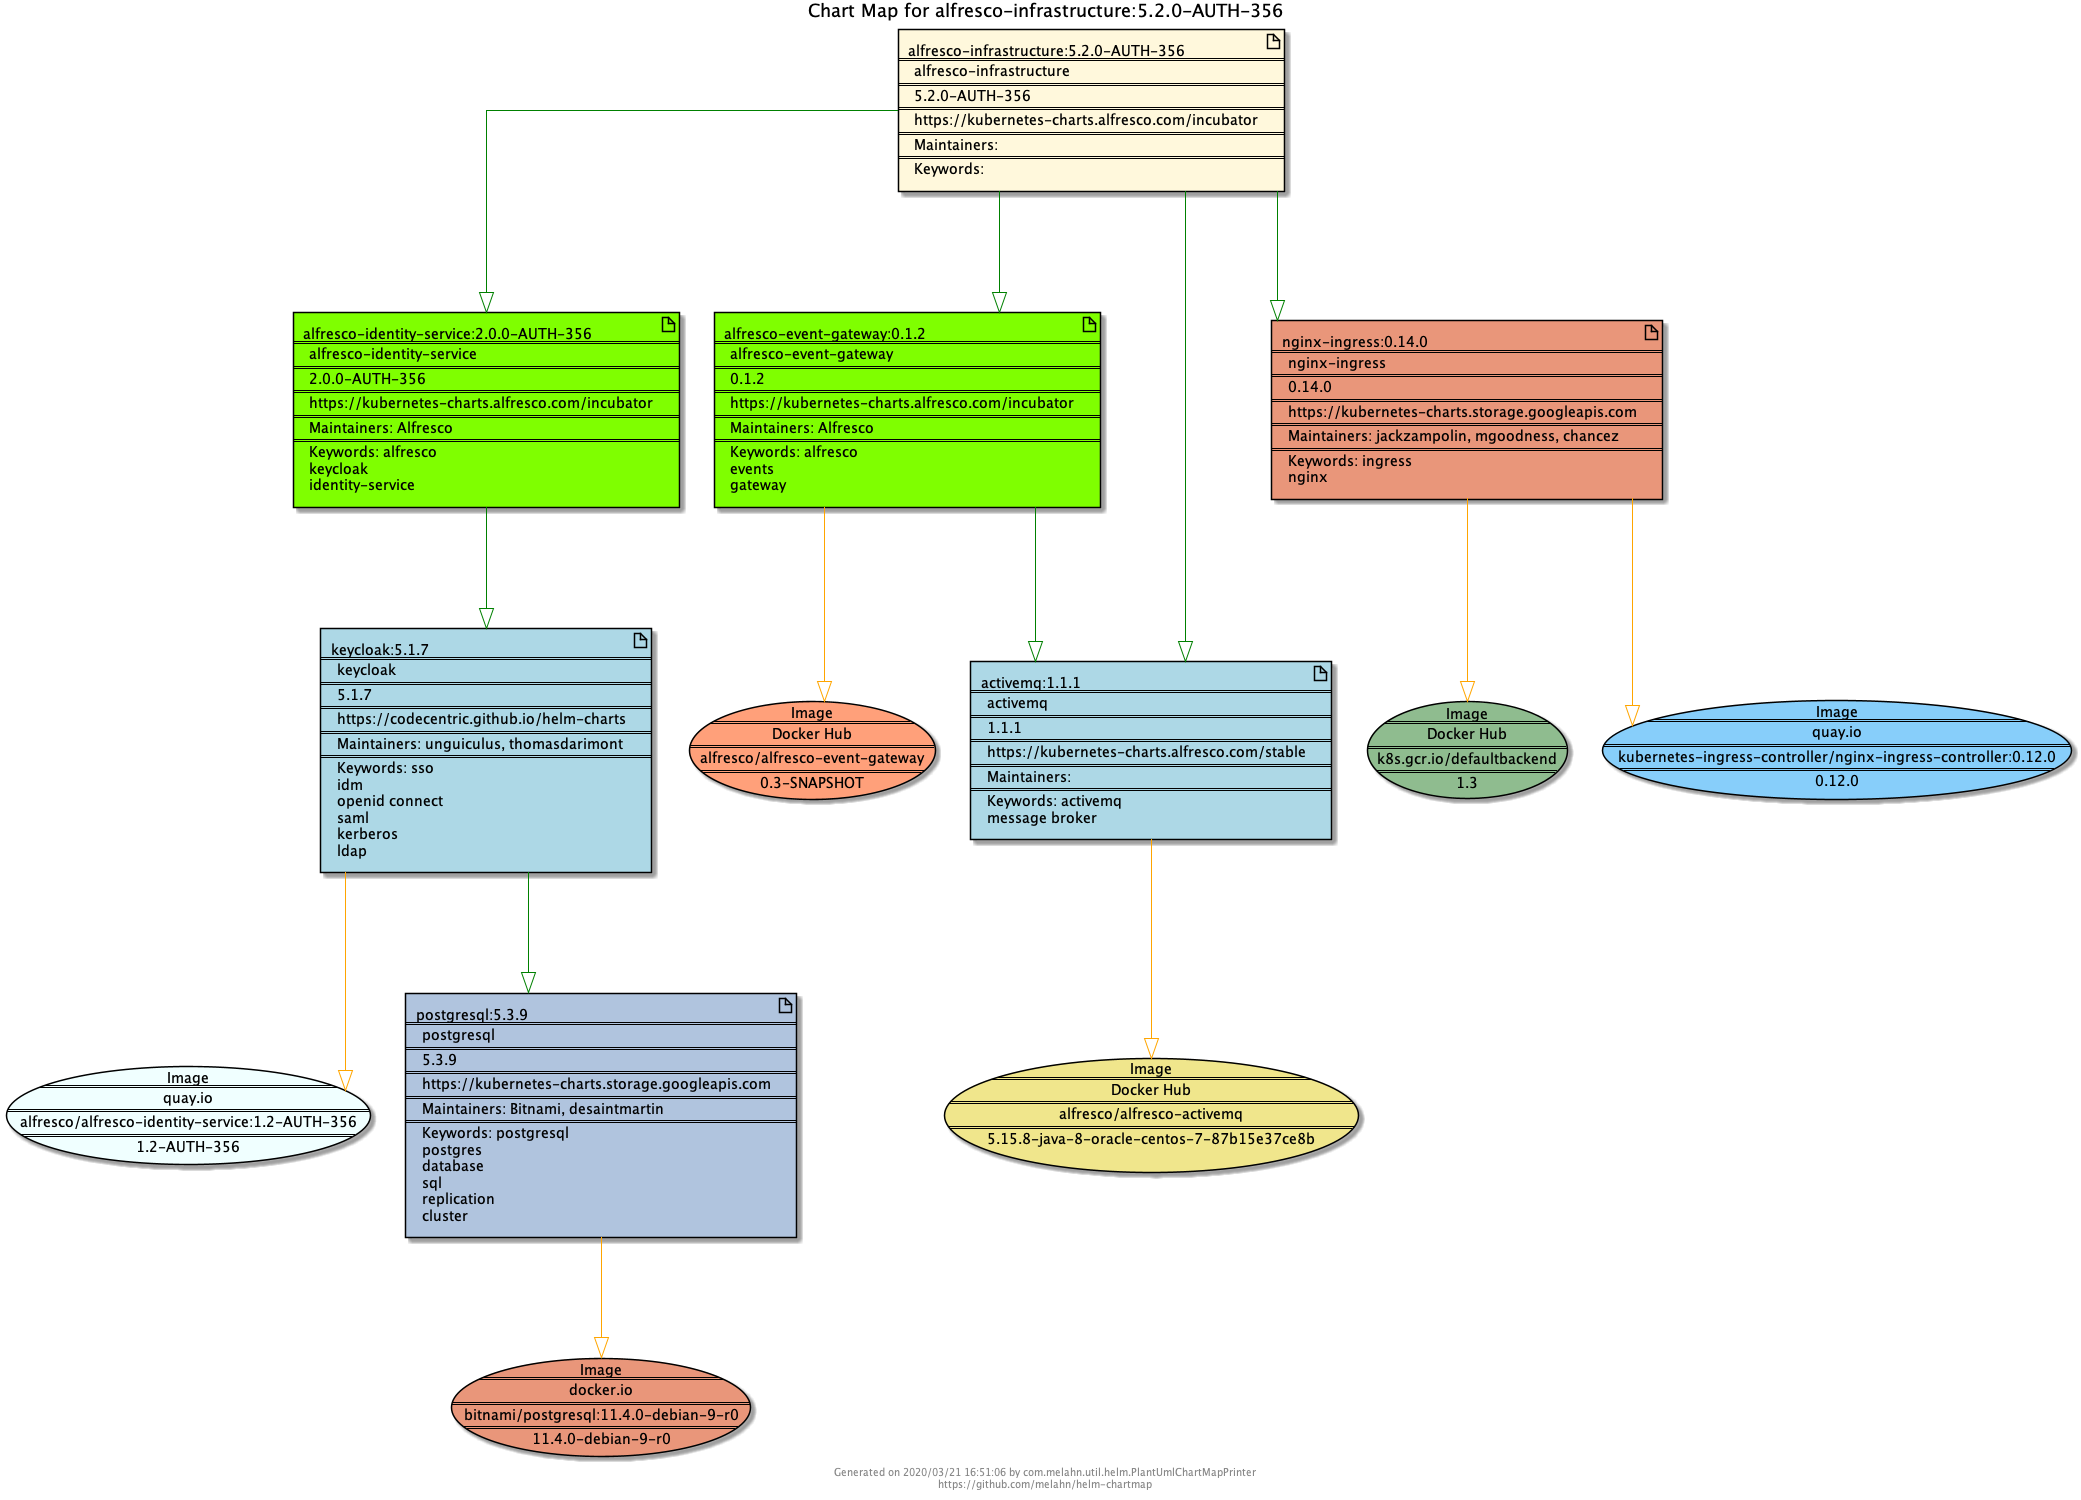 Chart Map for alfresco-infrastructure:5.2.0-AUTH-356
alfresco-infrastructure:5.2.0-AUTH-356
alfresco-infrastructure
5.2.0-AUTH-356
https://kubernetes-charts.alfresco.com/incubator
Maintainers:
Keywords:
alfresco-identity-service:2.0.0-AUTH-356
alfresco-identity-service
2.0.0-AUTH-356
https://kubernetes-charts.alfresco.com/incubator
Maintainers: Alfresco
Keywords: alfresco
keycloak
identity-service
alfresco-event-gateway:0.1.2
alfresco-event-gateway
0.1.2
https://kubernetes-charts.alfresco.com/incubator
Maintainers: Alfresco
Keywords: alfresco
events
gateway
nginx-ingress:0.14.0
nginx-ingress
0.14.0
https://kubernetes-charts.storage.googleapis.com
Maintainers: jackzampolin, mgoodness, chancez
Keywords: ingress
nginx
keycloak:5.1.7
keycloak
5.1.7
https://codecentric.github.io/helm-charts
Maintainers: unguiculus, thomasdarimont
Keywords: sso
idm
openid connect
saml
kerberos
ldap
Image
Docker Hub
alfresco/alfresco-event-gateway
0.3-SNAPSHOT
activemq:1.1.1
activemq
1.1.1
https://kubernetes-charts.alfresco.com/stable
Maintainers:
Keywords: activemq
message broker
Image
Docker Hub
k8s.gcr.io/defaultbackend
1.3
Image
quay.io
kubernetes-ingress-controller/nginx-ingress-controller:0.12.0
0.12.0
Image
quay.io
alfresco/alfresco-identity-service:1.2-AUTH-356
1.2-AUTH-356
postgresql:5.3.9
postgresql
5.3.9
https://kubernetes-charts.storage.googleapis.com
Maintainers: Bitnami, desaintmartin
Keywords: postgresql
postgres
database
sql
replication
cluster
Image
Docker Hub
alfresco/alfresco-activemq
5.15.8-java-8-oracle-centos-7-87b15e37ce8b
Image
docker.io
bitnami/postgresql:11.4.0-debian-9-r0
11.4.0-debian-9-r0
Generated on 2020/03/21 16:51:06 by com.melahn.util.helm.PlantUmlChartMapPrinter
https://github.com/melahn/helm-chartmap